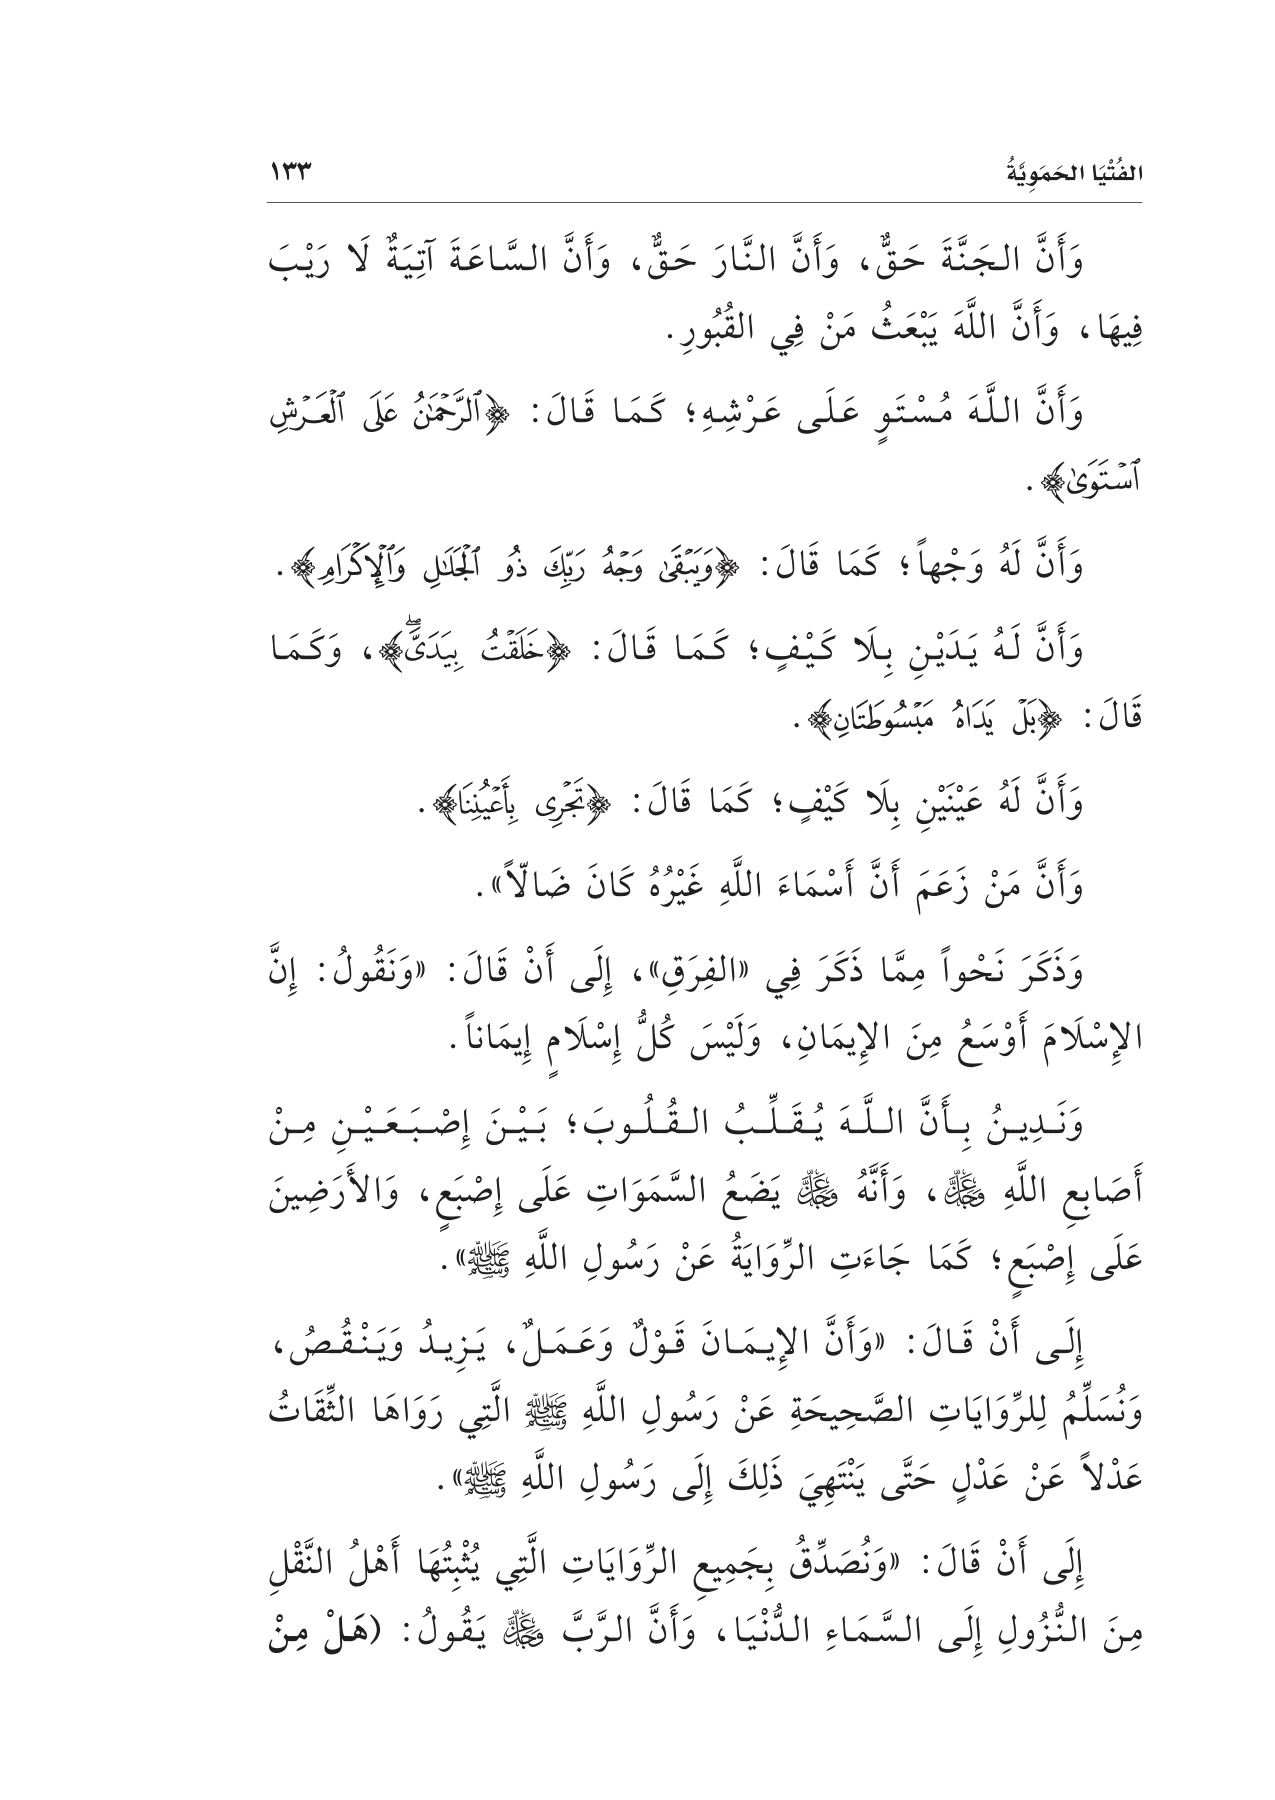 الفُتْيَا الحَمَوِيَّةُ ١٣٣
وَأَنَّ الجَنَّةَ حَقٌّ، وَأَنَّ النَّارَ حَقٌّ، وَأَنَّ السَّاعَةَ آتِيَةٌ لَا رَيْبَ
فِيهَا، وَأَنَّ اللَّهَ يَبْعَثُ مَنْ فِي القُبُورِ.
وَأَنَّ اللَّهَ مُسْتَوٍ عَلَى عَرْشِهِ؛ كَمَا قَالَ: ﴿ٱلرَّحْمَٰنُ عَلَى ٱلْعَرْشِ
ٱسْتَوَىٰ﴾.
وَأَنَّ لَهُ وَجْهاً؛ كَمَا قَالَ: ﴿وَيَبْقَىٰ وَجْهُ رَبِّكَ ذُو ٱلْجَلَٰلِ وَٱلْإِكْرَامِ﴾.
وَأَنَّ لَهُ يَدَيْنِ بِلَا كَيْفٍ؛ كَمَا قَالَ: ﴿خَلَقْتُ بِيَدَىَّۖ﴾، وَكَمَا
قَالَ: ﴿بَلْ يَدَاهُ مَبْسُوطَتَانِ﴾.
وَأَنَّ لَهُ عَيْنَيْنِ بِلَا كَيْفٍ؛ كَمَا قَالَ: ﴿تَجْرِى بِأَعْيُنِنَا﴾.
وَأَنَّ مَنْ زَعَمَ أَنَّ أَسْمَاءَ اللَّهِ غَيْرُهُ كَانَ ضَالّاً».
وَذَكَرَ نَحْواً مِمَّا ذَكَرَ فِي «الفِرَقِ»، إِلَى أَنْ قَالَ: «وَنَقُولُ: إِنَّ
الإِسْلَامَ أَوْسَعُ مِنَ الإِيمَانِ، وَلَيْسَ كُلُّ إِسْلَامٍ إِيمَاناً.
وَنَدِينُ بِأَنَّ اللَّهَ يُقَلِّبُ القُلُوبَ؛ بَيْنَ إِصْبَعَيْنِ مِنْ
أَصَابِعِ اللَّهِ عَزَّ وَجَلَّ، وَأَنَّهُ عَزَّ وَجَلَّ يَضَعُ السَّمَوَاتِ عَلَى إِصْبَعٍ، وَالأَرَضِينَ
عَلَى إِصْبَعٍ؛ كَمَا جَاءَتِ الرِّوَايَةُ عَنْ رَسُولِ اللَّهِ ﷺ».
إِلَى أَنْ قَالَ: «وَأَنَّ الإِيمَانَ قَوْلٌ وَعَمَلٌ، يَزِيدُ وَيَنْقُصُ،
وَنُسَلِّمُ لِلرِّوَايَاتِ الصَّحِيحَةِ عَنْ رَسُولِ اللَّهِ ﷺ الَّتِي رَوَاهَا الثِّقَاتُ
عَدْلاً عَنْ عَدْلٍ حَتَّى يَنْتَهِيَ ذَلِكَ إِلَى رَسُولِ اللَّهِ ﷺ».
إِلَى أَنْ قَالَ: «وَنُصَدِّقُ بِجَمِيعِ الرِّوَايَاتِ الَّتِي يُثْبِتُهَا أَهْلُ النَّقْلِ
مِنَ النُّزُولِ إِلَى السَّمَاءِ الدُّنْيَا، وَأَنَّ الرَّبَّ عَزَّ وَجَلَّ يَقُولُ: (هَلْ مِنْ